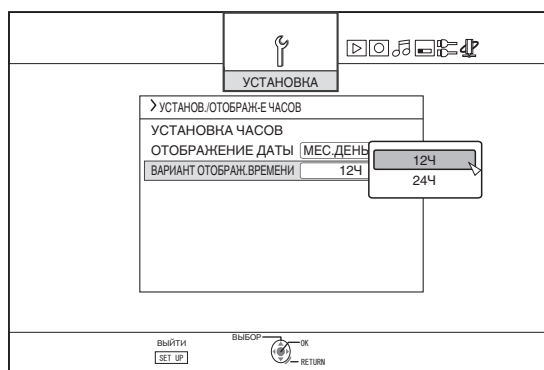 УСТАНОВКА
УСТАНОВ./ОТОБРАЖ-Е ЧАСОВ
УСТАНОВКА ЧАСОВ
ОТОБРАЖЕНИЕ ДАТЫ МЕС.ДЕНЬ
ВАРИАНТ ОТОБРАЖ.ВРЕМЕНИ 12Ч
12Ч
24Ч
ВЫЙТИ
SET UP
ВЫБОР
OK
RETURN